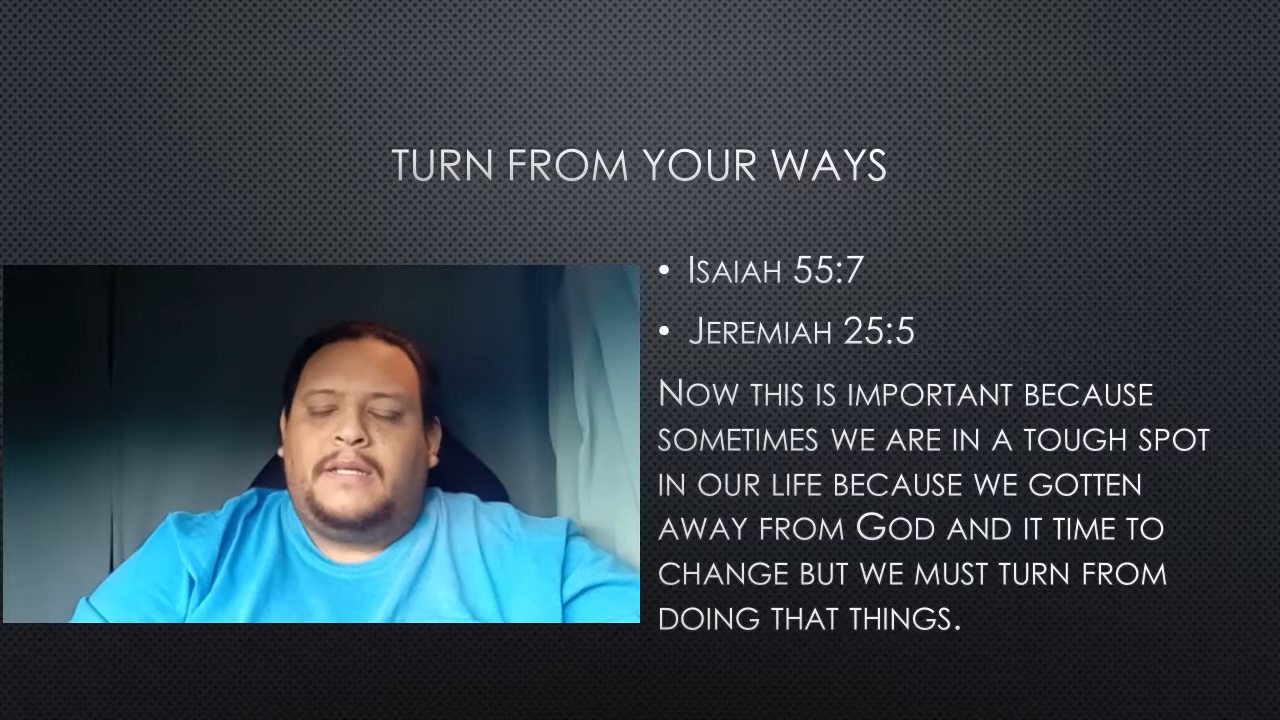 TURN FROM YOUR WAYS
• ISAIAH 55:7
• JEREMIAH 25:5
NOW THIS IS IMPORTANT BECAUSE
SOMETIMES WE ARE IN A TOUGH SPOT
IN OUR LIFE BECAUSE WE GOTTEN
AWAY FROM GOD AND IT TIME TO
CHANGE BUT WE MUST TURN FROM
DOING THAT THINGS.